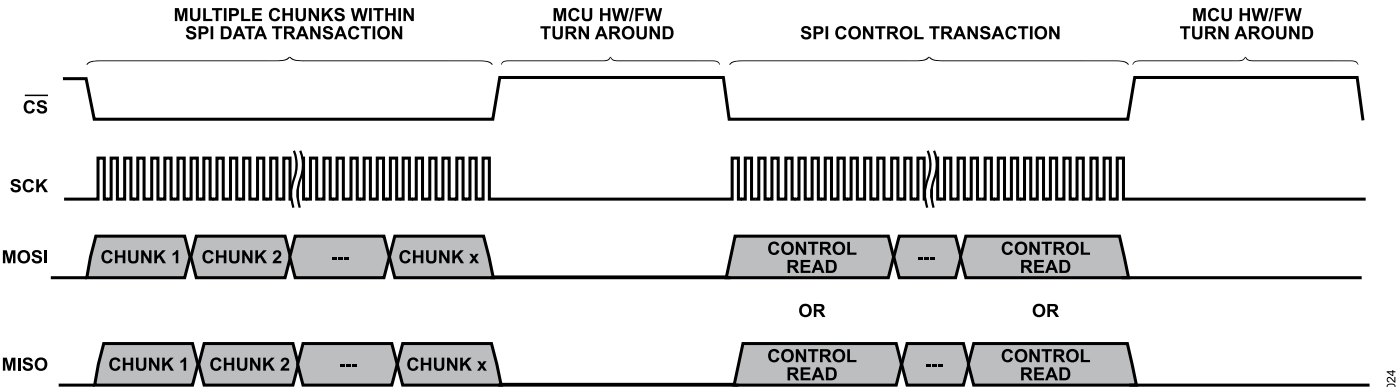 MULTIPLE CHUNKS WITHIN
SPI DATA TRANSACTION
MCU HW/FW
TURN AROUND
SPI CONTROL TRANSACTION
MCU HW/FW
TURN AROUND
CS
SCK
MOSI
CHUNK 1
CHUNK 2
---
CHUNK x
CONTROL
READ
---
CONTROL
READ
OR
OR
MISO
CHUNK 1
CHUNK 2
---
CHUNK x
CONTROL
READ
---
CONTROL
READ
024